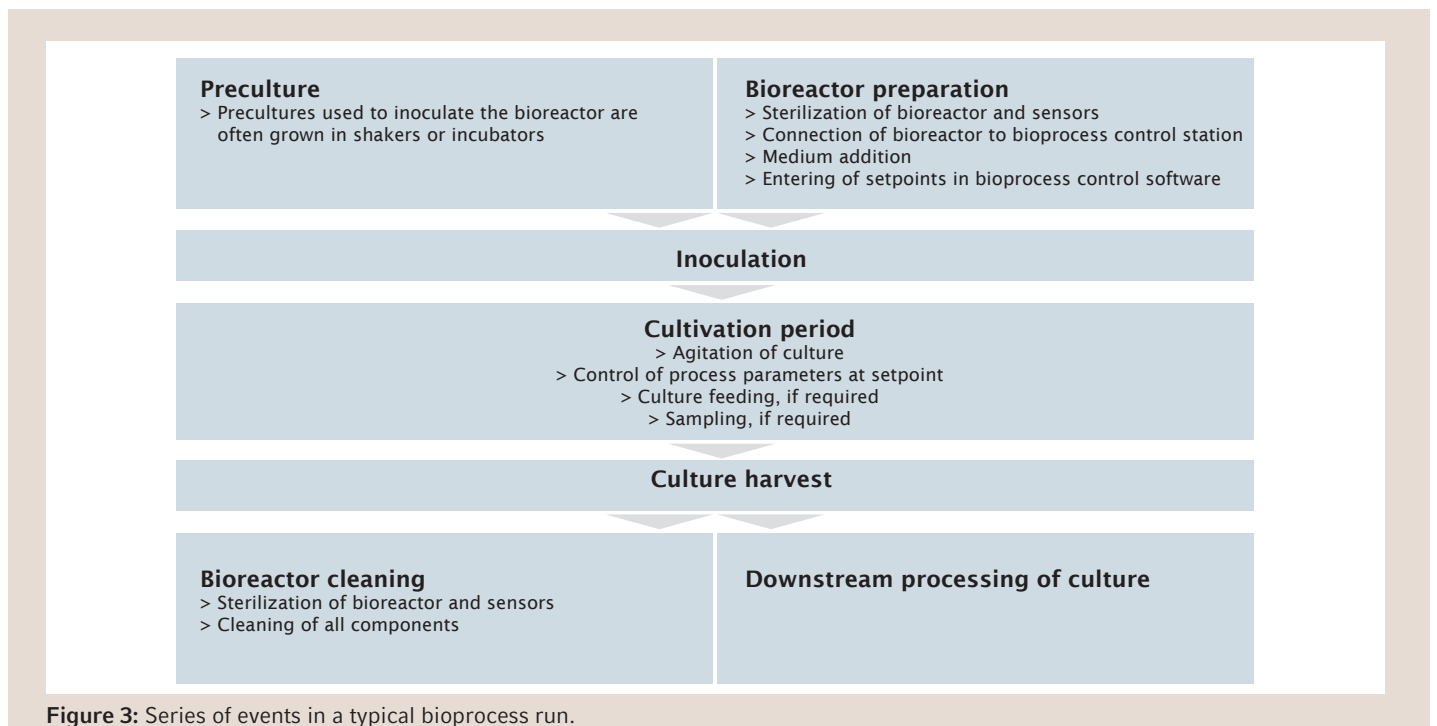 Preculture
> Precultures used to inoculate the bioreactor are
often grown in shakers or incubators
Bioreactor preparation
> Sterilization of bioreactor and sensors
> Connection of bioreactor to bioprocess control station
> Medium addition
> Entering of setpoints in bioprocess control software
Inoculation
Cultivation period
> Agitation of culture
> Control of process parameters at setpoint
> Culture feeding, if required
> Sampling, if required
Culture harvest
Bioreactor cleaning
> Sterilization of bioreactor and sensors
> Cleaning of all components
Downstream processing of culture
Figure 3: Series of events in a typical bioprocess run.